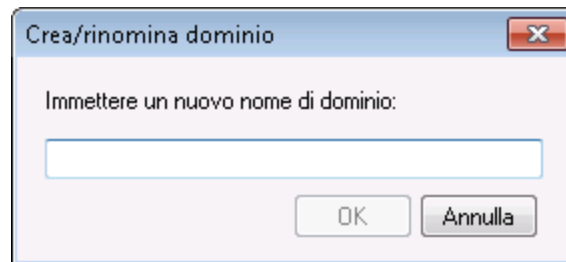 Crea/rinomina dominio
Immettere un nuovo nome di dominio:
OK Annulla